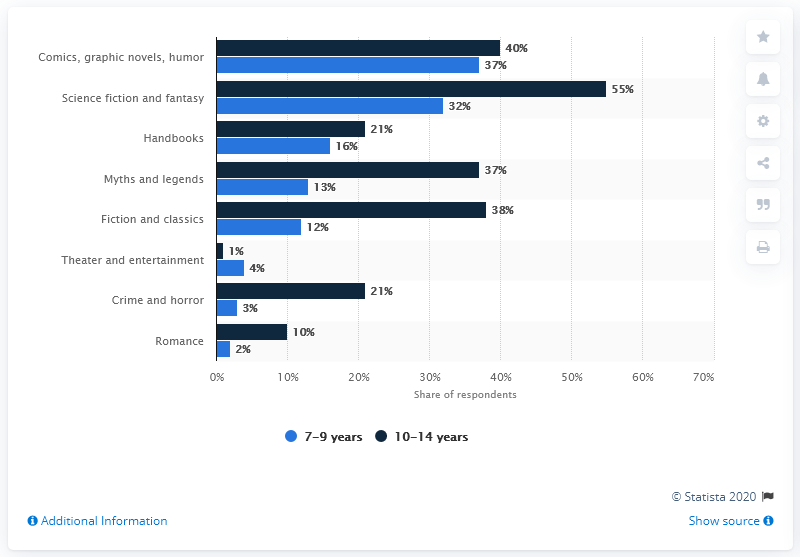 Comics, graphic novels, humor
40%
37%
Science fiction and fantasy
55%
32%
Handbooks
21%
16%
Myths and legends
37%
13%
Fiction and classics
38%
12%
Theater and entertainment
1%
4%
Crime and horror
21%
3%
Romance
10%
2%
0% 10% 20% 30% 40% 50% 60% 70%
Share of respondents
7-9 years 10-14 years
© Statista 2020
Additional Information Show source